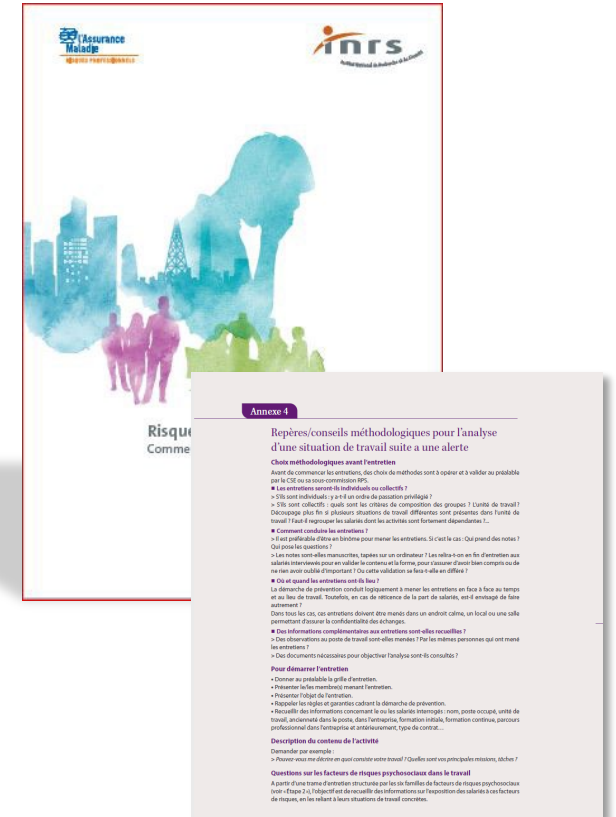 l'Assurance
Maladie
RISQUES PROFESSIONNELS
inrs
Institut National de Recherche et de Sécurité
Risque
Comme
Annexe 4
Repères/conseils méthodologiques pour l'analyse
d'une situation de travail suite a une alerte
Choix méthodologiques avant l'entretien
Avant de commencer les entretiens, des choix de méthodes sont à opérer et à valider au préalable
par le CSE ou sa sous-commission RPS.
■ Les entretiens seront-ils individuels ou collectifs ?
> S'ils sont individuels : y a-t-il un ordre de passation privilégié ?
> S'ils sont collectifs : quels sont les critères de composition des groupes ? L'unité de travail ?
Découpage plus fin si plusieurs situations de travail différentes sont présentes dans l'unité de
travail ? Faut-il regrouper les salariés dont les activités sont fortement dépendantes ?...
■ Comment conduire les entretiens ?
> Il est préférable d'être en binôme pour mener les entretiens. Si c'est le cas : Qui prend des notes ?
Qui pose les questions ?
> Les notes sont-elles manuscrites, tapées sur un ordinateur ? Les relira-t-on en fin d'entretien aux
salariés interviewés pour en valider le contenu et la forme, pour s'assurer d'avoir bien compris ou de
ne rien avoir oublié d'important ? Ou cette validation se fera-t-elle en différé ?
■ Où et quand les entretiens ont-ils lieu ?
La démarche de prévention conduit logiquement à mener les entretiens en face à face au temps
et au lieu de travail. Toutefois, en cas de réticence de la part de salariés, est-il envisagé de faire
autrement ?
Dans tous les cas, ces entretiens doivent être menés dans un endroit calme, un local ou une salle
permettant d'assurer la confidentialité des échanges.
■ Des informations complémentaires aux entretiens sont-elles recueillies ?
> Des observations au poste de travail sont-elles menées ? Par les mêmes personnes qui ont mené
les entretiens ?
> Des documents nécessaires pour objectiver l'analyse sont-ils consultés ?
Pour démarrer l'entretien
• Donner au préalable la grille d'entretien.
• Présenter le/les membre(s) menant l'entretien.
• Présenter l'objet de l'entretien.
• Rappeler les règles et garanties cadrant la démarche de prévention.
• Recueillir des informations concernant le ou les salariés interrogés : nom, poste occupé, unité de
travail, ancienneté dans le poste, dans l'entreprise, formation initiale, formation continue, parcours
professionnel dans l'entreprise et antérieurement, type de contrat…
Description du contenu de l'activité
Demander par exemple :
> Pouvez-vous me décrire en quoi consiste votre travail ? Quelles sont vos principales missions, tâches ?
Questions sur les facteurs de risques psychosociaux dans le travail
A partir d'une trame d'entretien structurée par les six familles de facteurs de risques psychosociaux
(voir « Étape 2 »), l'objectif est de recueillir des informations sur l'exposition des salariés à ces facteurs
de risques, en les reliant à leurs situations de travail concrètes.